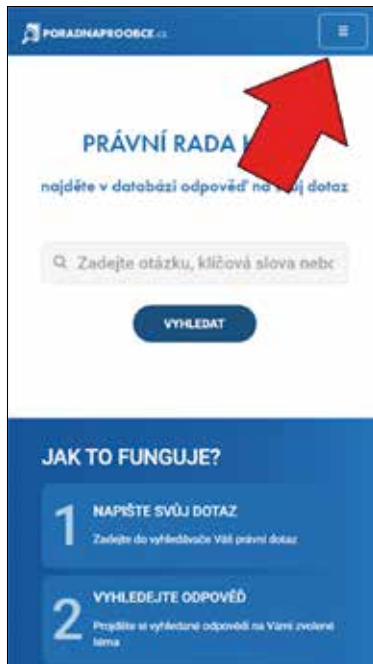 PORADNAPROOBCE.cz
PRÁVNÍ RADA
najděte v databázi odpověď na svůj dotaz
Zadejte otázku, klíčová slova nebo
VYHLEDAT
JAK TO FUNGUJE?
1 NAPIŠTE SVŮJ DOTAZ
Zadejte do vyhledávače Váš právní dotaz
2 VYHLEDEJTE ODPOVĚĎ
Projděte si vyhledané odpovědi na Vámi zvolené
téma